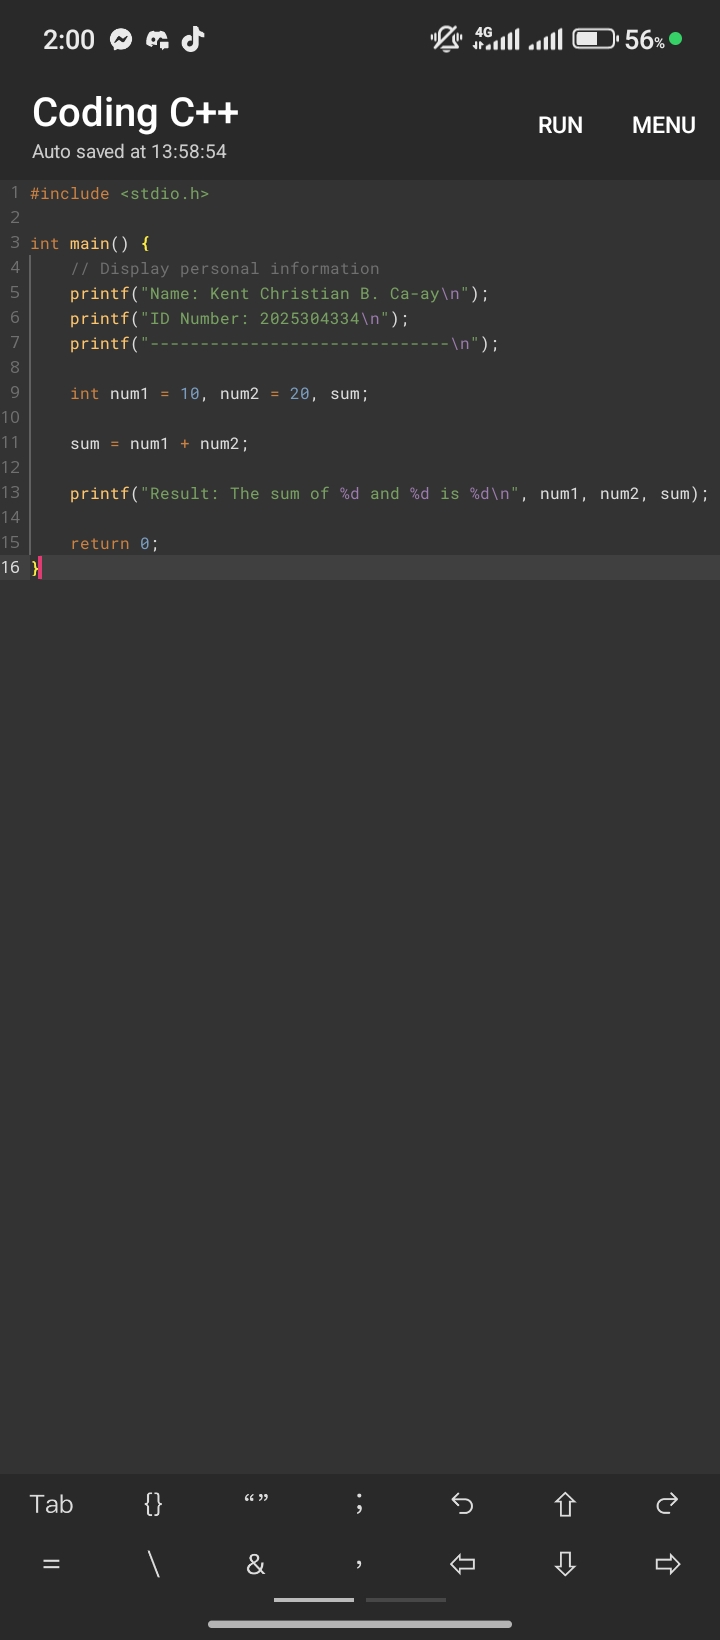 2:00 4G 56%
Coding C++
RUN MENU
Auto saved at 13:58:54
1 #include <stdio.h>
2
3 int main() {
4     // Display personal information
5     printf("Name: Kent Christian B. Ca-ay\n");
6     printf("ID Number: 2025304334\n");
7     printf("------------------------------\n");
8
9     int num1 = 10, num2 = 20, sum;
10
11     sum = num1 + num2;
12
13     printf("Result: The sum of %d and %d is %d\n", num1, num2, sum);
14
15     return 0;
16 }
Tab {} “” ;
= \ & ,